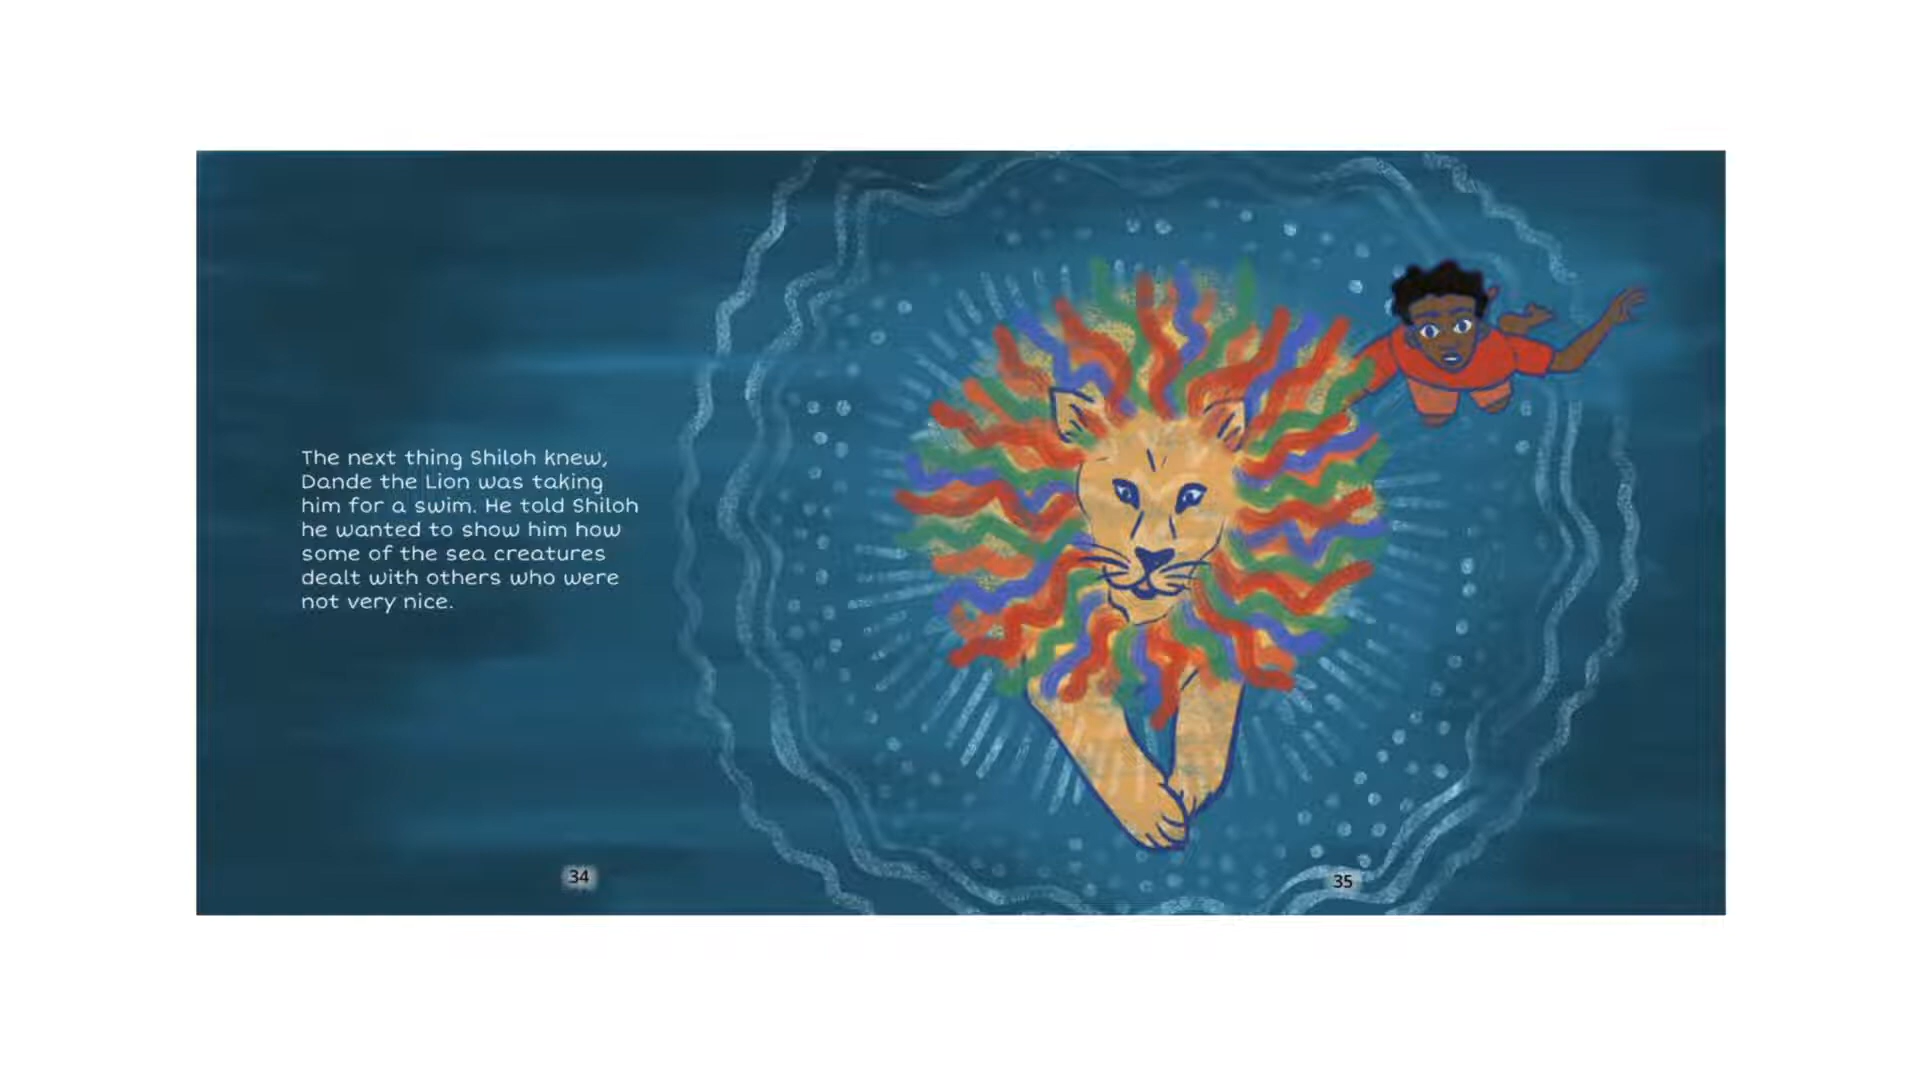 The next thing Shiloh knew,
Dande the Lion was taking
him for a swim. He told Shiloh
he wanted to show him how
some of the sea creatures
dealt with others who were
not very nice.
34
35